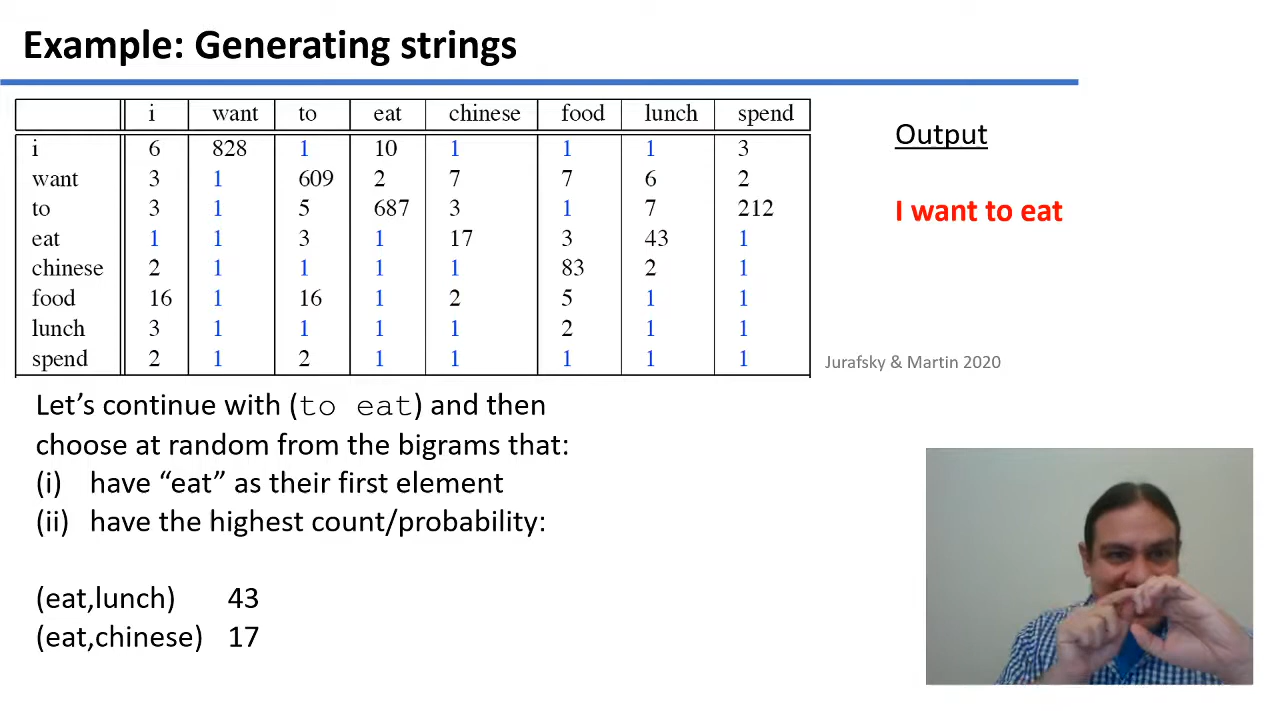 Example: Generating strings
i want to eat chinese food lunch spend
i 6 828 1 10 1 1 1 3
want 3 1 609 2 7 7 6 2
to 3 1 5 687 3 1 7 212
eat 1 1 3 1 17 3 43 1
chinese 2 1 1 1 1 83 2 1
food 16 1 16 1 2 5 1 1
lunch 3 1 1 1 1 2 1 1
spend 2 1 2 1 1 1 1 1
Output
I want to eat
Jurafsky & Martin 2020
Let’s continue with (to eat) and then
choose at random from the bigrams that:
(i) have “eat” as their first element
(ii) have the highest count/probability:
(eat,lunch) 43
(eat,chinese) 17